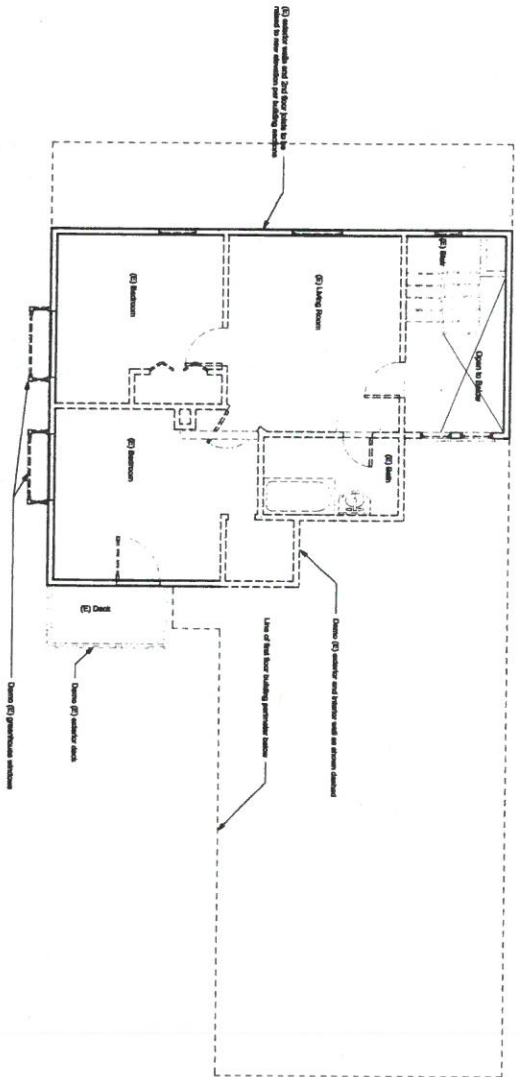 (E) exterior walls and 2nd floor joists to be
raised to new elevation per building sections
(E) Stair
Open to Below
(E) Living Room
(E) Bath
(E) Bedroom
(E) Bedroom
(E) Deck
Demo (E) exterior and interior wall as shown dashed
Line of first floor building perimeter below
Demo (E) exterior deck
Demo (E) greenhouse windows